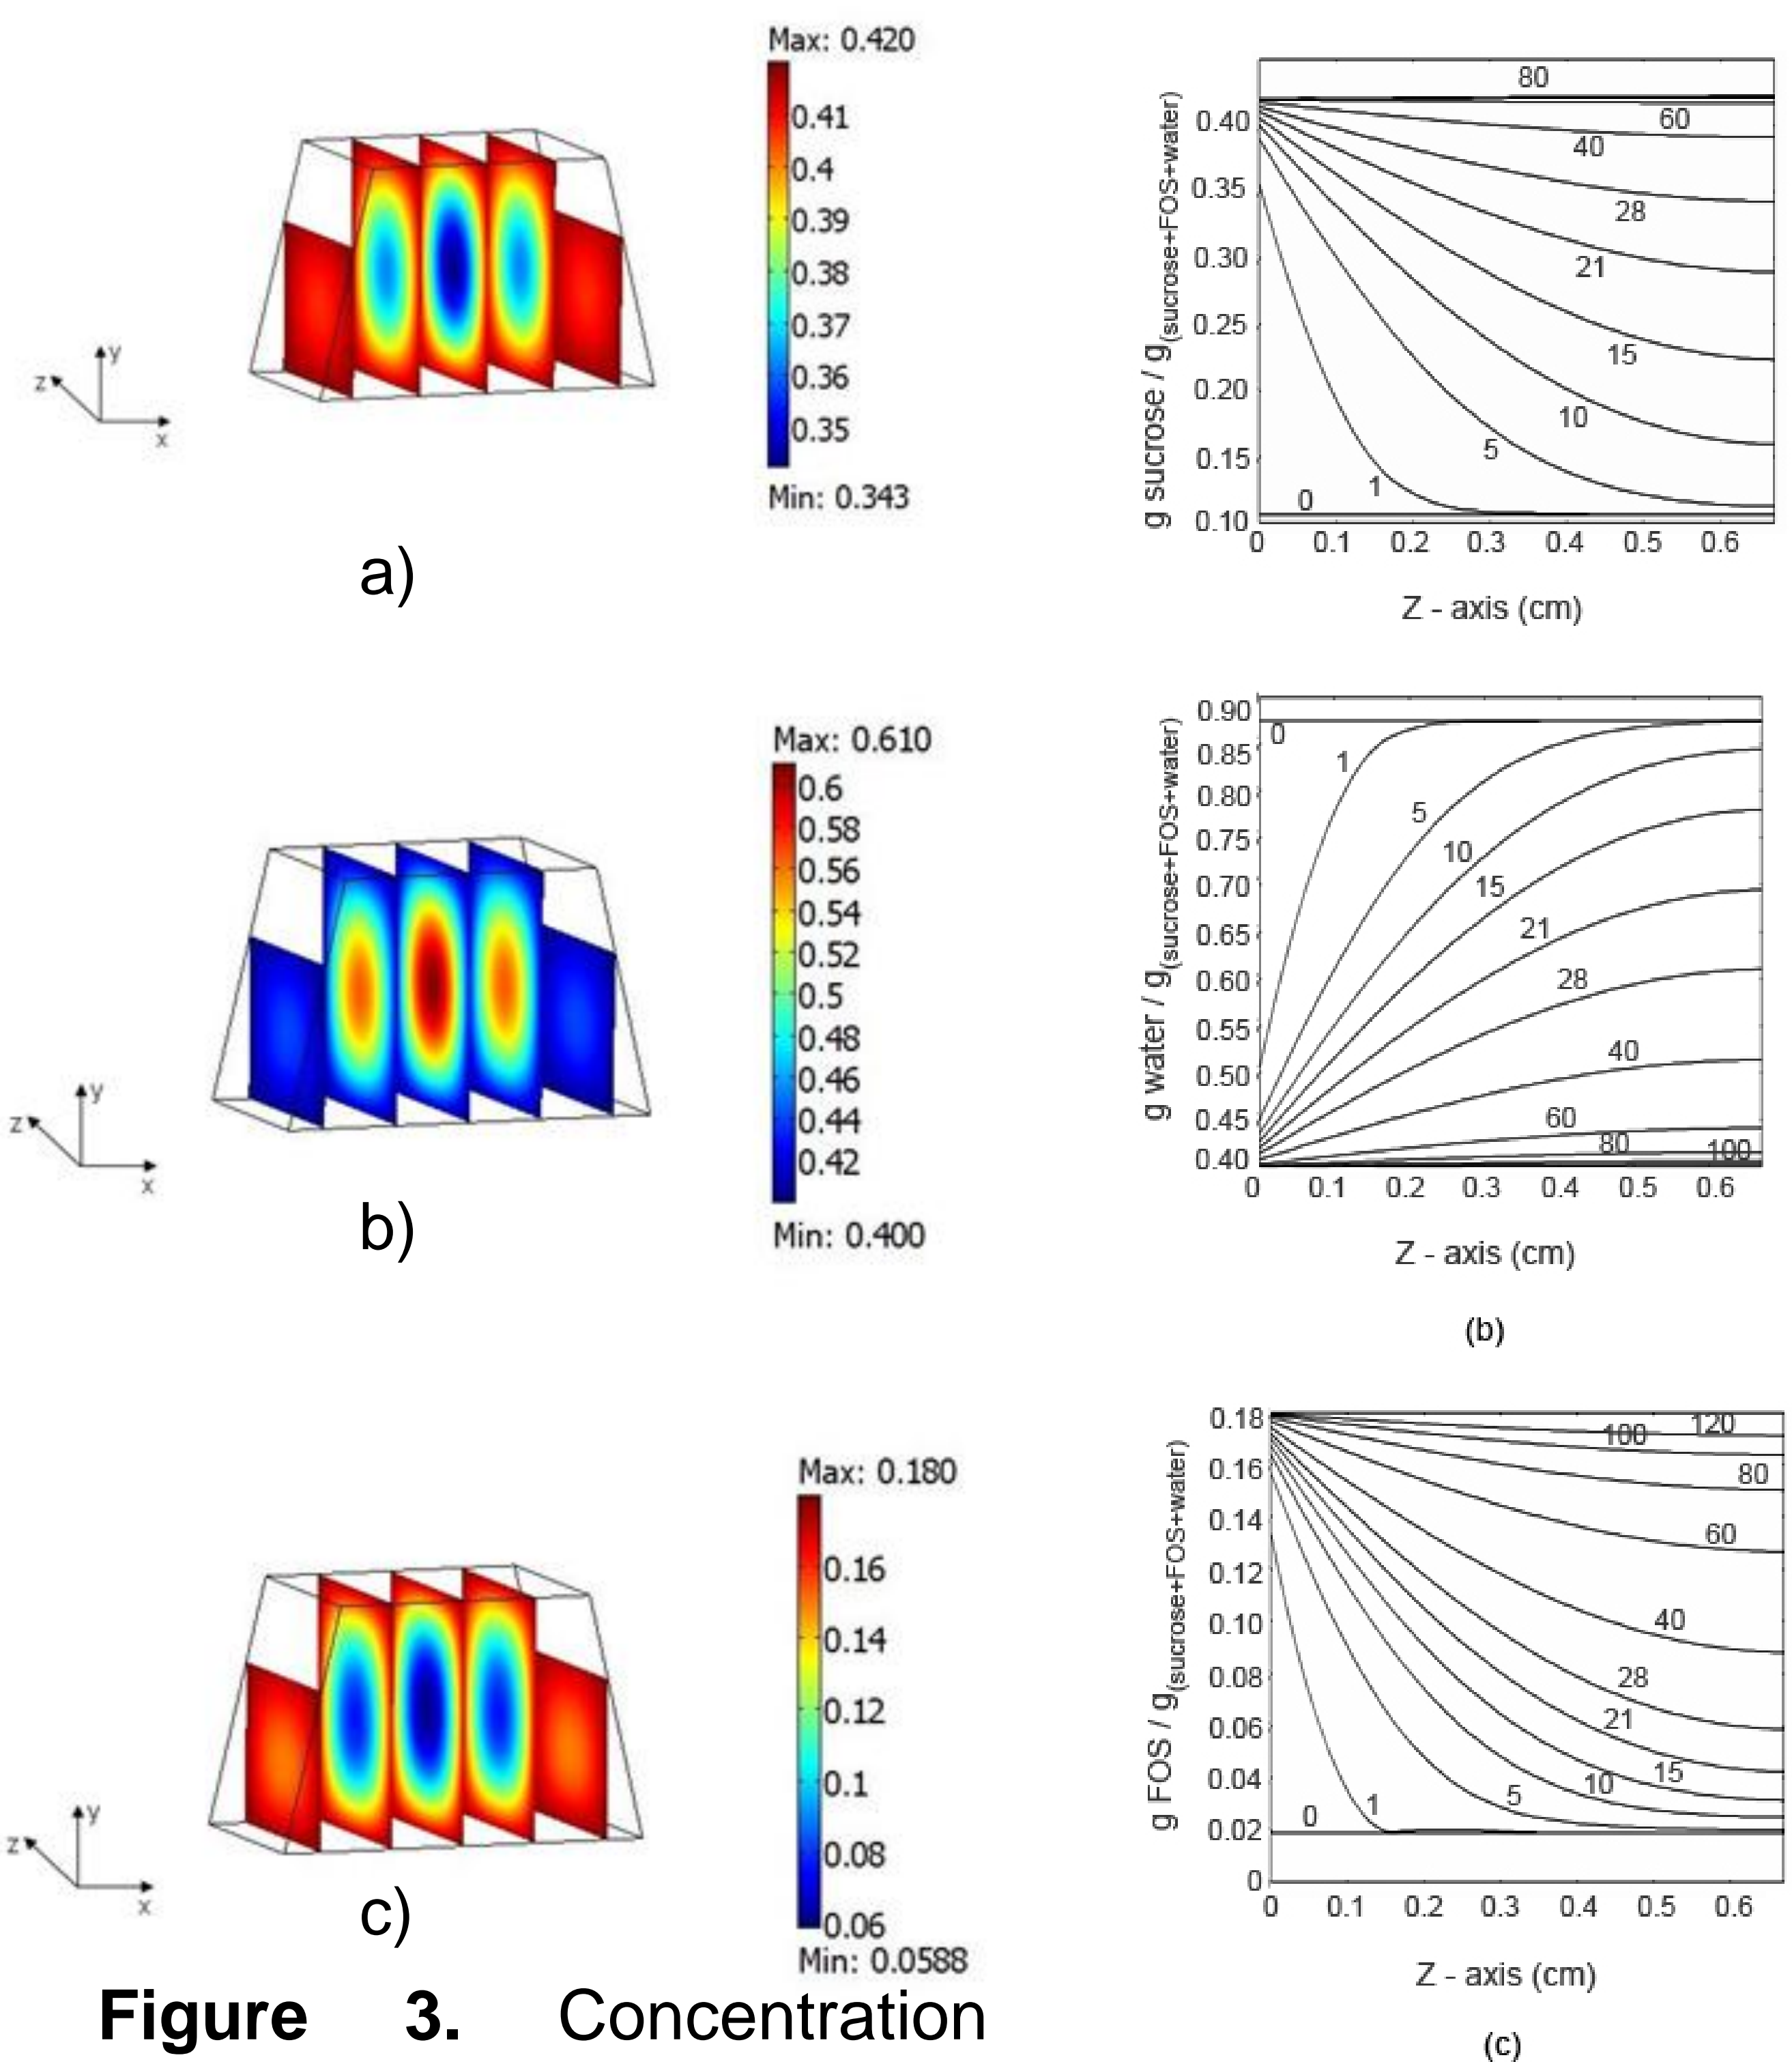 Max: 0.420
0.41
0.4
0.39
0.38
0.37
0.36
0.35
Min: 0.343
y
z
x
a)
g sucrose / g(sucrose+FOS+water)
0.40
0.35
0.30
0.25
0.20
0.15
0.10
80
60
40
28
21
15
10
5
1
0
0 0.1 0.2 0.3 0.4 0.5 0.6
Z - axis (cm)
Max: 0.610
0.6
0.58
0.56
0.54
0.52
0.5
0.48
0.46
0.44
0.42
Min: 0.400
y
z
x
b)
g water / g(sucrose+FOS+water)
0.90
0.85
0.80
0.75
0.70
0.65
0.60
0.55
0.50
0.45
0.40
0
1
5
10
15
21
28
40
60
80
100
0 0.1 0.2 0.3 0.4 0.5 0.6
Z - axis (cm)
(b)
Max: 0.180
0.16
0.14
0.12
0.1
0.08
0.06
Min: 0.0588
y
z
x
c)
g FOS / g(sucrose+FOS+water)
0.18
0.16
0.14
0.12
0.10
0.08
0.06
0.04
0.02
0
120
100
80
60
40
28
21
15
10
5
1
0
0 0.1 0.2 0.3 0.4 0.5 0.6
Z - axis (cm)
(c)
Figure 3. Concentration